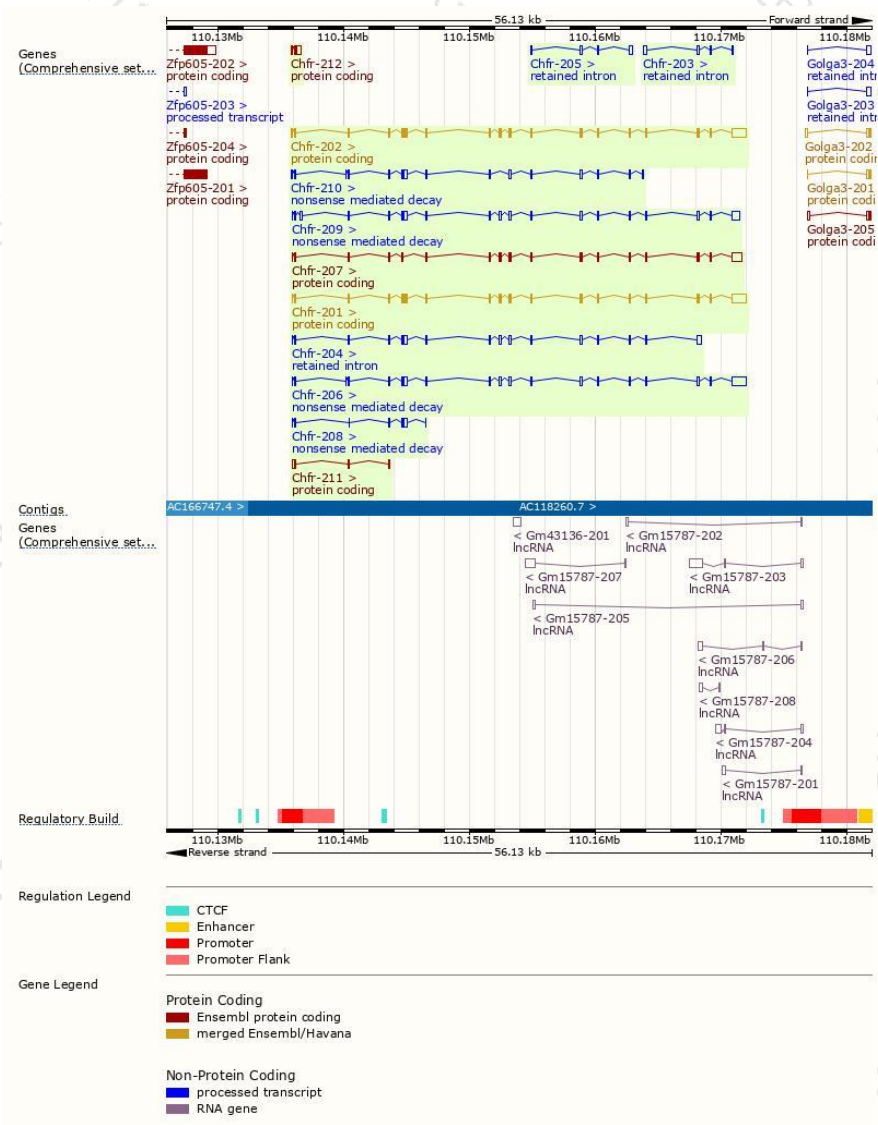 56.13 kb Forward strand
110.13Mb 110.14Mb 110.15Mb 110.16Mb 110.17Mb 110.18Mb
Genes
(Comprehensive set...
Zfp605-202 > Chfr-212 > Chfr-205 > Chfr-203 > Golga3-204
protein coding protein coding retained intron retained intron retained intr
Zfp605-203 > Golga3-203
processed transcript retained intr
Zfp605-204 > Chfr-202 > Golga3-202
protein coding protein coding protein codin
Zfp605-201 > Chfr-210 > Golga3-201
protein coding nonsense mediated decay protein codi
Chfr-209 > Golga3-205
nonsense mediated decay protein codi
Chfr-207 >
protein coding
Chfr-201 >
protein coding
Chfr-204 >
retained intron
Chfr-206 >
nonsense mediated decay
Chfr-208 >
nonsense mediated decay
Chfr-211 >
protein coding
Contigs AC166747.4 > AC118260.7 >
Genes
(Comprehensive set...
< Gm43136-201 < Gm15787-202
lncRNA lncRNA
< Gm15787-207 < Gm15787-203
lncRNA lncRNA
< Gm15787-205
lncRNA
< Gm15787-206
lncRNA
< Gm15787-208
lncRNA
< Gm15787-204
lncRNA
< Gm15787-201
lncRNA
Regulatory Build
110.13Mb 110.14Mb 110.15Mb 110.16Mb 110.17Mb 110.18Mb
Reverse strand 56.13 kb
Regulation Legend
CTCF
Enhancer
Promoter
Promoter Flank
Gene Legend
Protein Coding
Ensembl protein coding
merged Ensembl/Havana
Non-Protein Coding
processed transcript
RNA gene